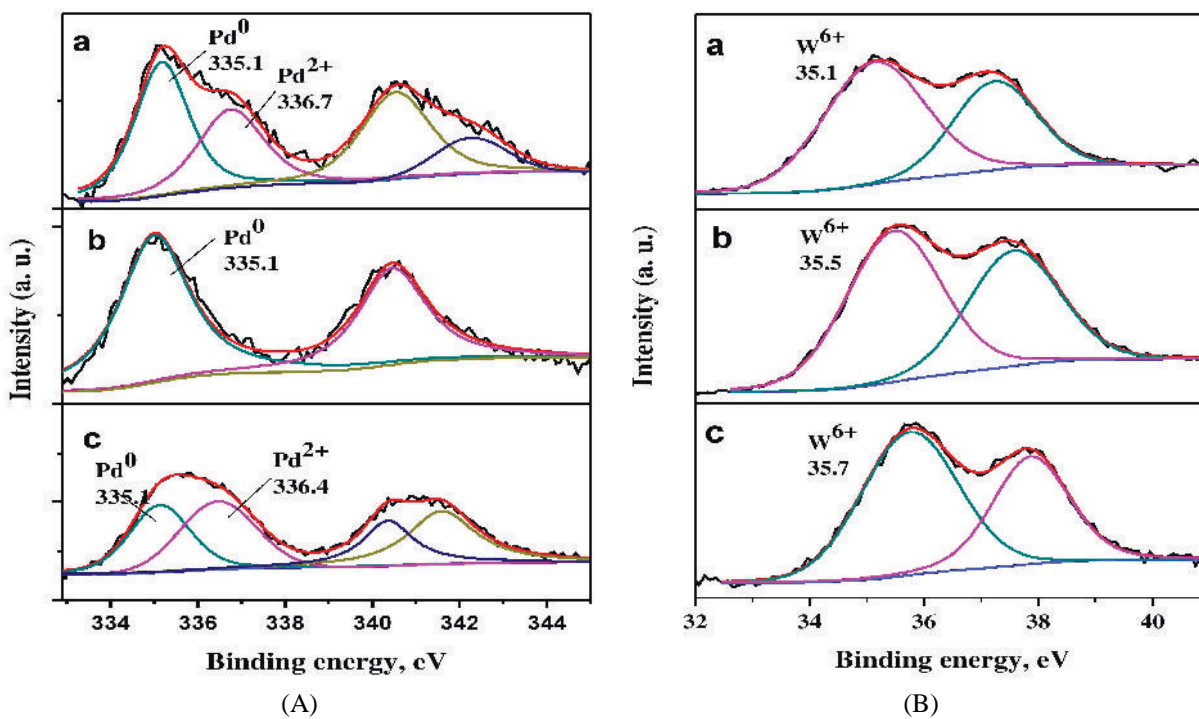 a
Pd0
335.1
Pd2+
336.7
b
Pd0
335.1
c
Pd0
335.1
Pd2+
336.4
Intensity (a. u.)
334 336 338 340 342 344
Binding energy, eV
(A)
a
W6+
35.1
b
W6+
35.5
c
W6+
35.7
Intensity (a. u.)
32 34 36 38 40
Binding energy, eV
(B)